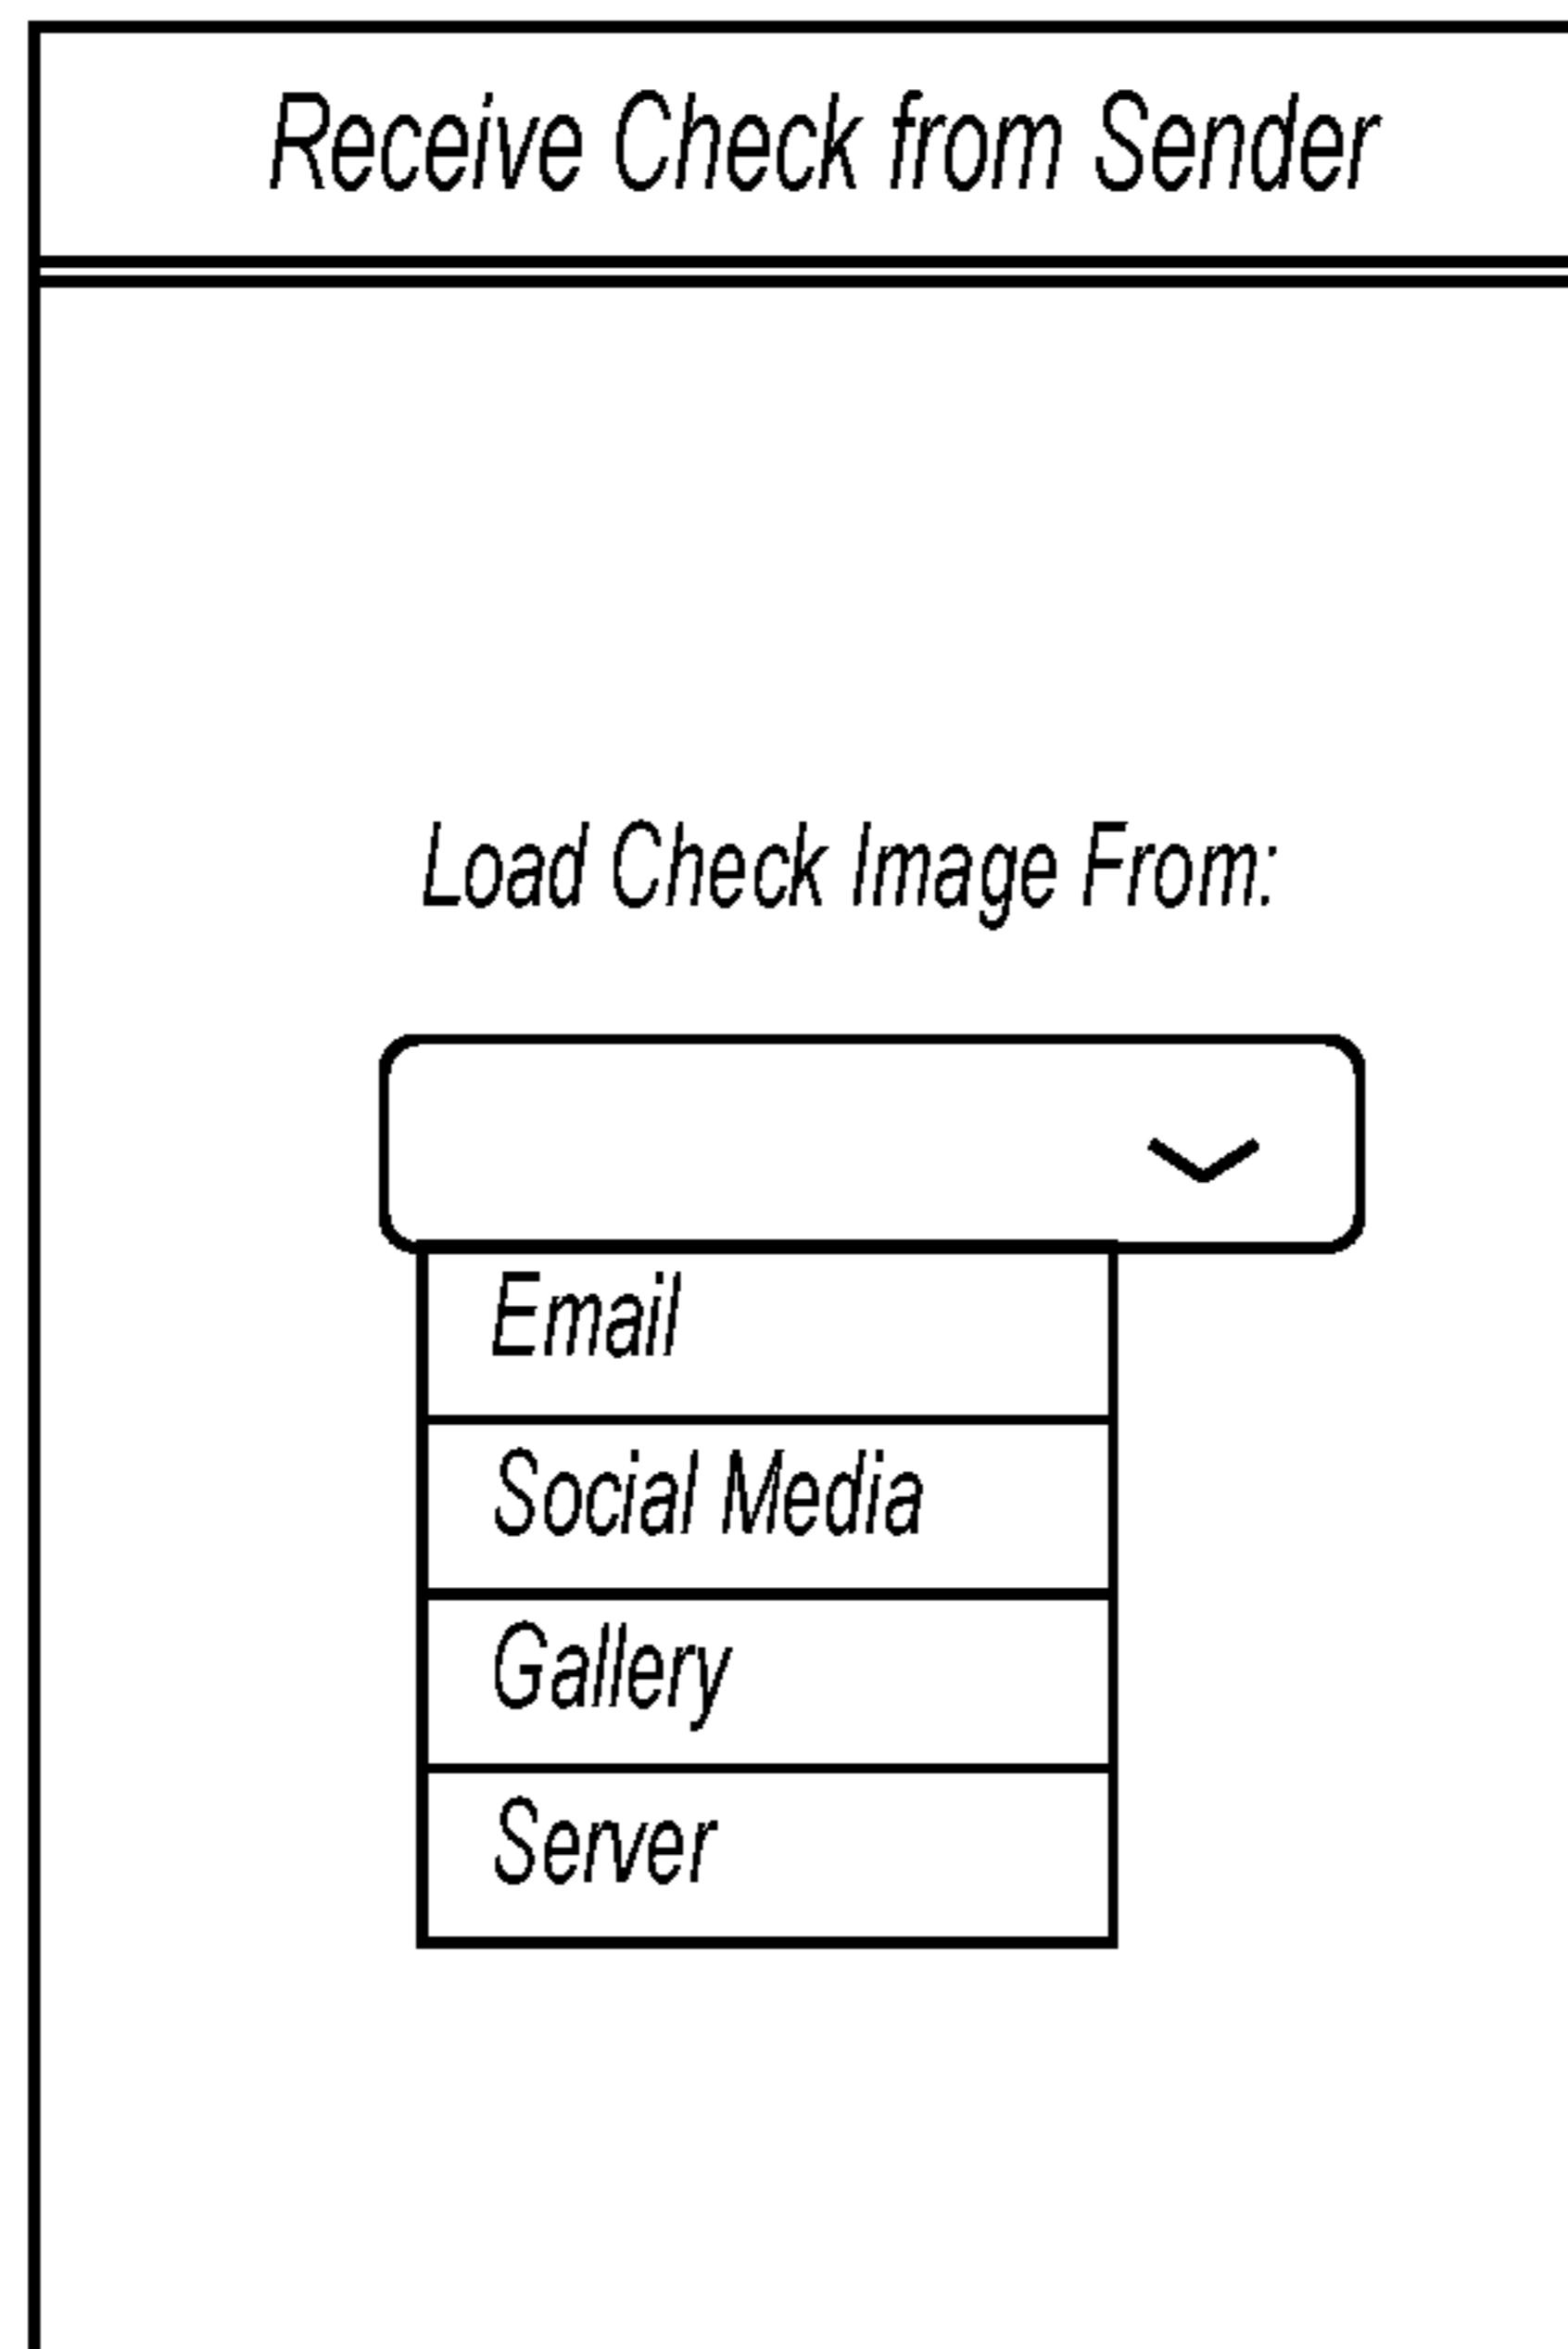 Receive Check from Sender
Load Check Image From:
Email
Social Media
Gallery
Server